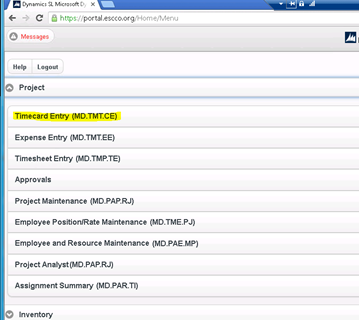 Dynamics SL Microsoft Dy
https://portal.escco.org/Home/Menu
Messages
Help Logout
Project
Timecard Entry (MD.TMT.CE)
Expense Entry (MD.TMT.EE)
Timesheet Entry (MD.TMP.TE)
Approvals
Project Maintenance (MD.PAP.RJ)
Employee Position/Rate Maintenance (MD.TME.PJ)
Employee and Resource Maintenance (MD.PAE.MP)
Project Analyst(MD.PAP.RJ)
Assignment Summary (MD.PAR.TI)
Inventory